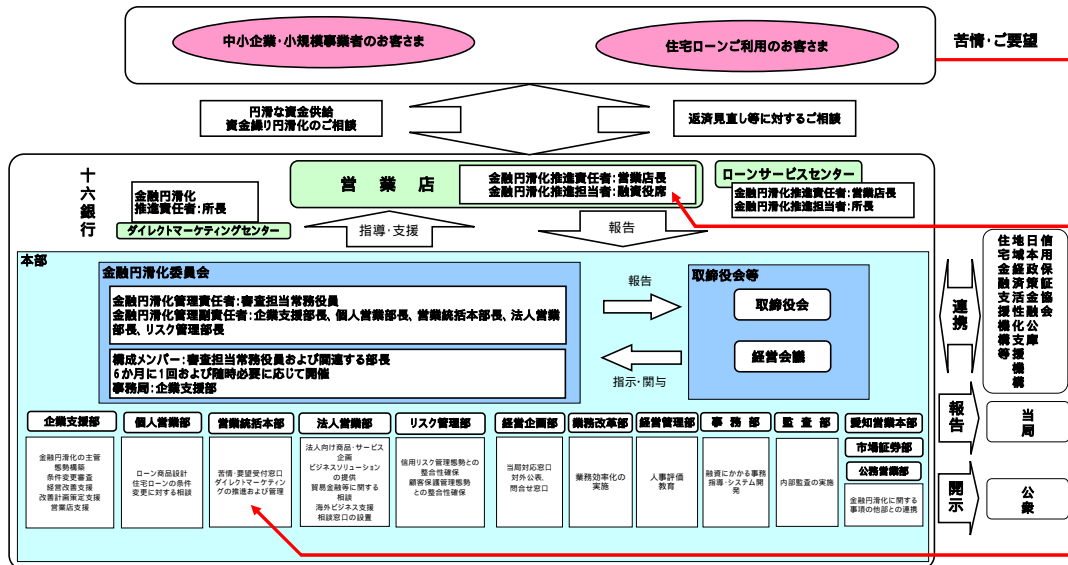 中小企業・小規模事業者のお客さま
住宅ローンご利用のお客さま
苦情・ご要望
円滑な資金供給
資金繰り円滑化のご相談
返済見直し等に対するご相談
十六銀行
金融円滑化
推進責任者：所長
ダイレクトマーケティングセンター
営業店
金融円滑化推進責任者：営業店長
金融円滑化推進担当者：融資役席
ローンサービスセンター
金融円滑化推進責任者：営業店長
金融円滑化推進担当者：所長
指導・支援
報告
本部
金融円滑化委員会
金融円滑化管理責任者：審査担当常務役員
金融円滑化管理副責任者：企業支援部長、個人営業部長、営業統括本部長、法人営業
部長、リスク管理部長
構成メンバー：審査担当常務役員および関連する部長
6か月に1回および随時必要に応じて開催
事務局：企業支援部
報告
指示・関与
取締役会等
取締役会
経営会議
連携
信用保証協会
日本政策金融公庫
地域経済活性化支援機構
住宅金融支援機構等
報告
当局
開示
公衆
企業支援部
金融円滑化の主管
態勢構築
条件変更審査
経営改善支援
改善計画策定支援
営業店支援
個人営業部
ローン商品設計
住宅ローンの条件
変更に対する相談
営業統括本部
苦情・要望受付窓口
ダイレクトマーケティン
グの推進および管理
法人営業部
法人向け商品・サービス
企画
ビジネスソリューション
の提供
貿易金融等に関する
相談
海外ビジネス支援
相談窓口の設置
リスク管理部
信用リスク管理態勢との
整合性確保
顧客保護管理態勢
との整合性確保
経営企画部
当局対応窓口
対外公表、
問合せ窓口
業務改革部
業務効率化の
実施
経営管理部
人事評価
教育
事務部
融資にかかる事務
指導・システム開
発
監査部
内部監査の実施
愛知営業本部
市場証券部
公務営業部
金融円滑化に関する
事項の他部との連携